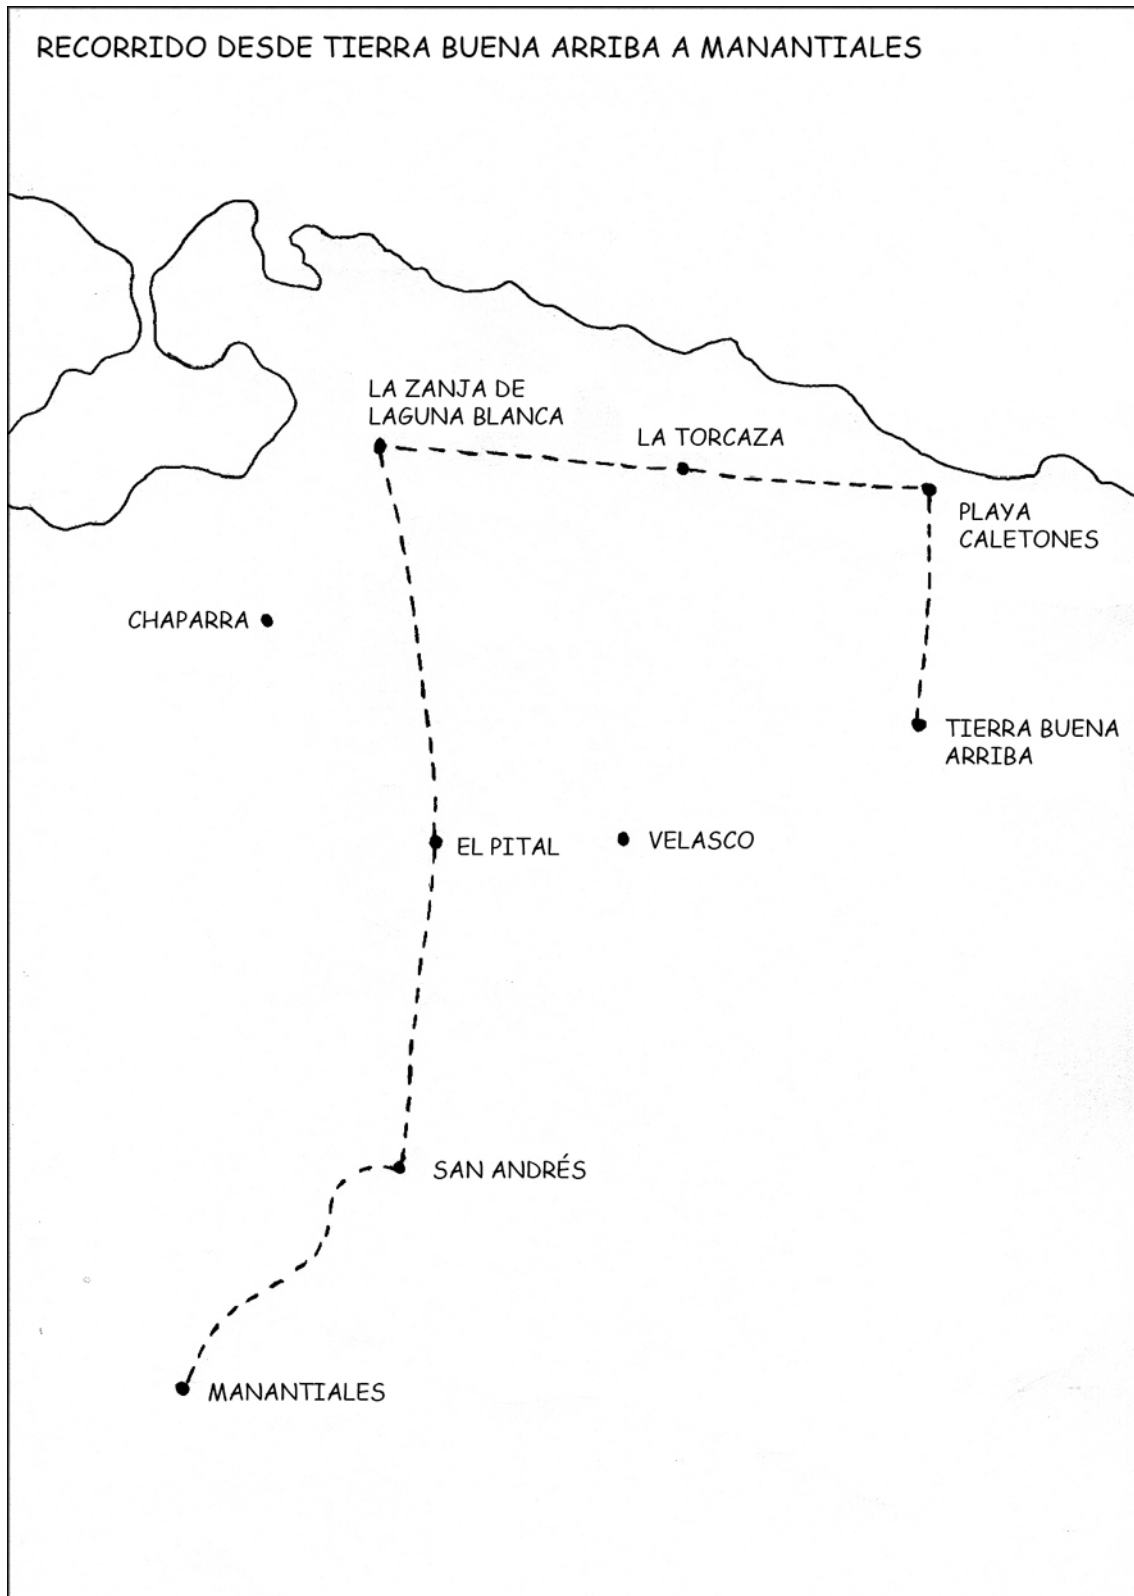 RECORRIDO DESDE TIERRA BUENA ARRIBA A MANANTIALES
LA ZANJA DE
LAGUNA BLANCA
LA TORCAZA
PLAYA
CALETONES
CHAPARRA
TIERRA BUENA
ARRIBA
EL PITAL
VELASCO
SAN ANDRÉS
MANANTIALES